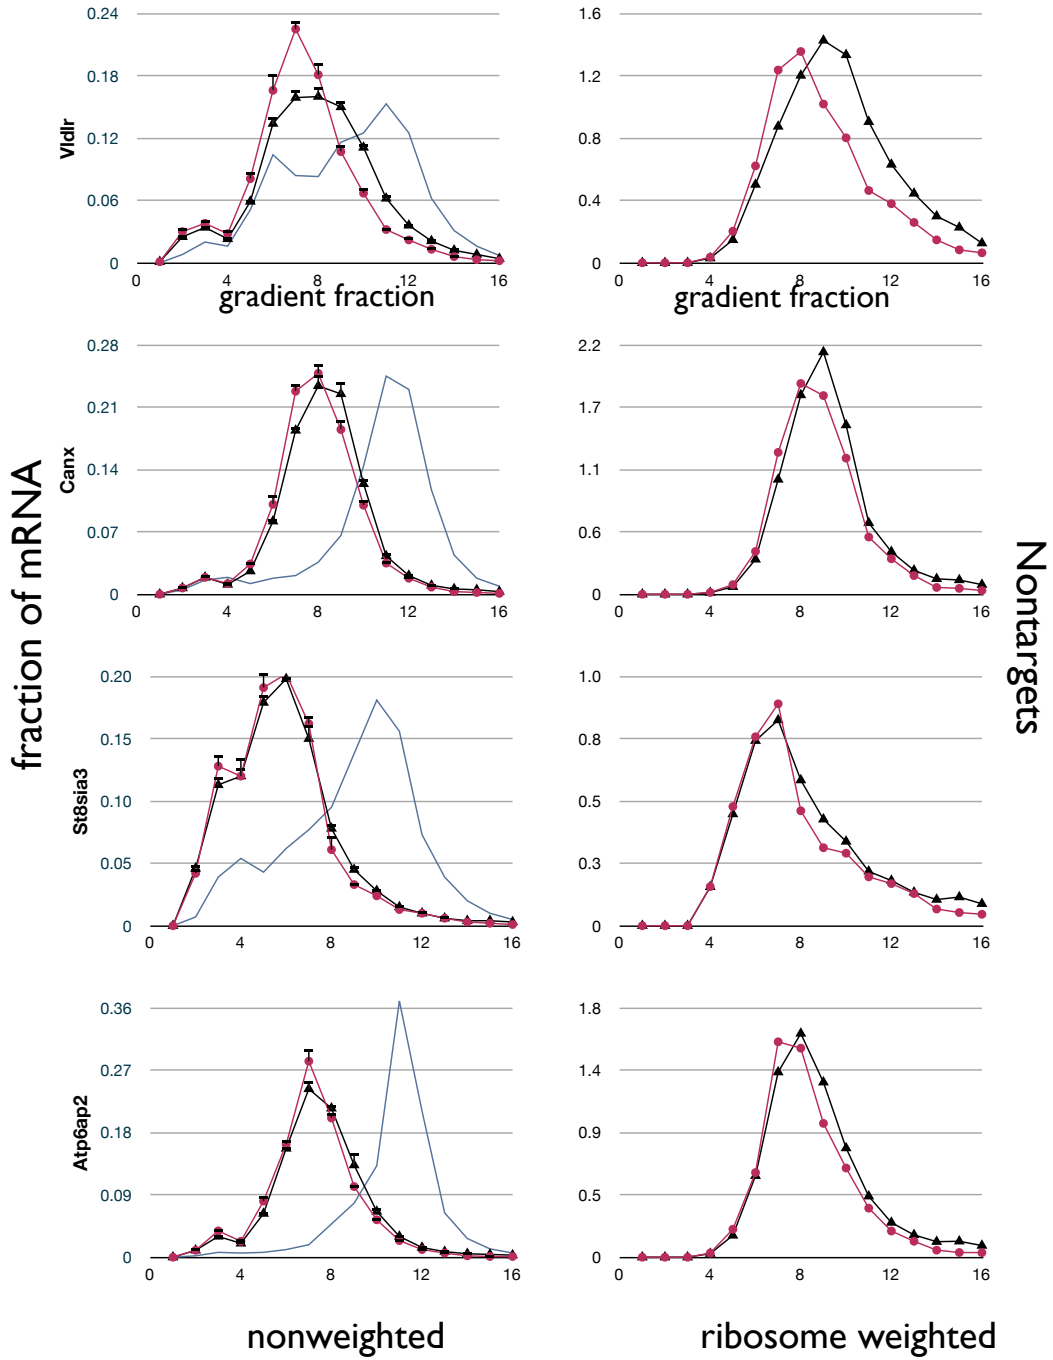 0.24
0.18
0.12
0.06
0
Vldlr
0 4 8 12 16
gradient fraction
1.6
1.2
0.8
0.4
0
0 4 8 12 16
gradient fraction
0.28
0.21
0.14
0.07
0
Canx
0 4 8 12 16
2.2
1.7
1.1
0.6
0
0 4 8 12 16
fraction of mRNA
Nontargets
0.20
0.15
0.10
0.05
0
St8sia3
0 4 8 12 16
1.0
0.8
0.5
0.3
0
0 4 8 12 16
0.36
0.27
0.18
0.09
0
Atp6ap2
0 4 8 12 16
1.8
1.4
0.9
0.5
0
0 4 8 12 16
nonweighted
ribosome weighted